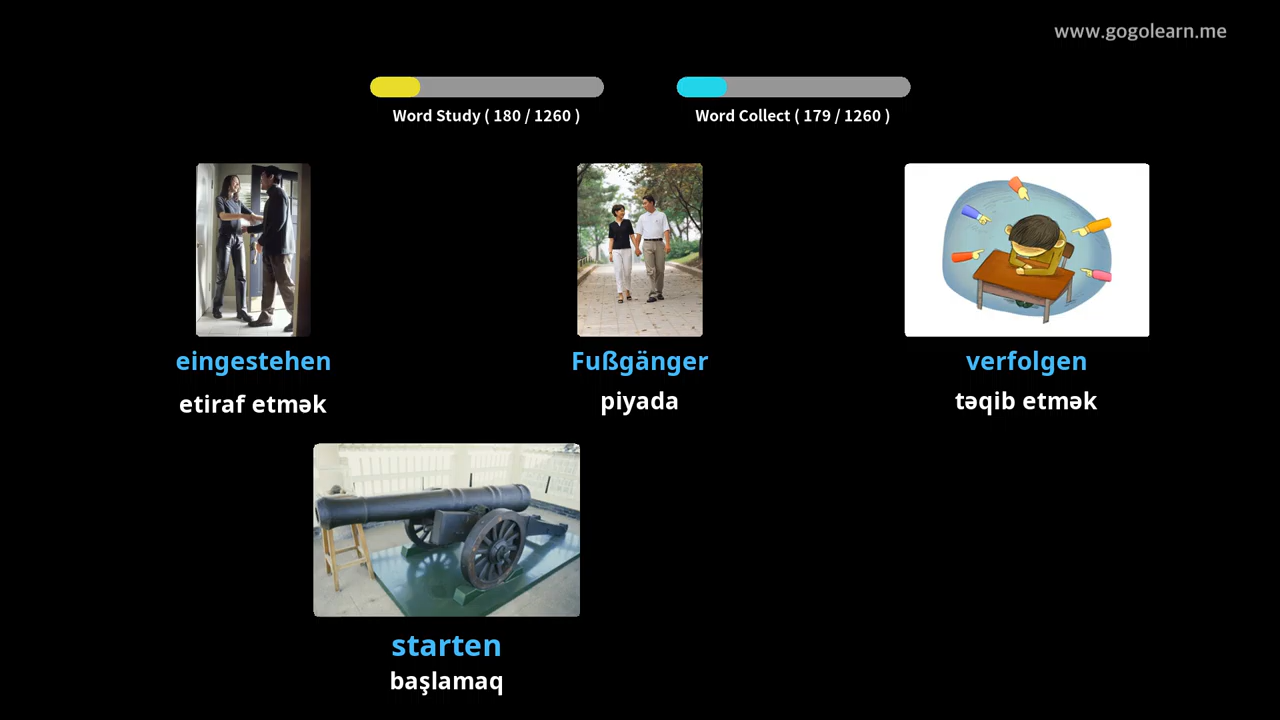 www.gogolearn.me
Word Study ( 180 / 1260 )
Word Collect ( 179 / 1260 )
eingestehen
etiraf etmək
Fußgänger
piyada
verfolgen
təqib etmək
starten
başlamaq